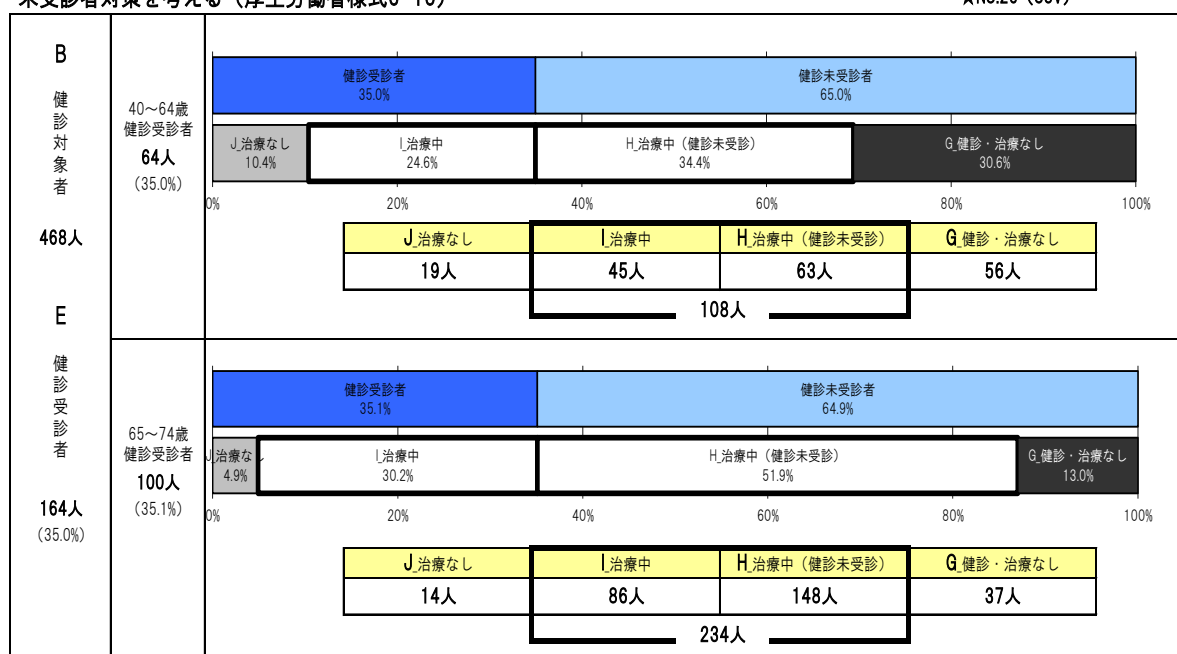 B
健診対象者
468人
E
健診受診者
164人
(35.0%)
40～64歳
健診受診者
64人
(35.0%)
健診受診者
35.0%
健診未受診者
65.0%
J_治療なし
10.4%
I_治療中
24.6%
H_治療中（健診未受診）
34.4%
G_健診・治療なし
30.6%
0% 20% 40% 60% 80% 100%
J_治療なし I_治療中 H_治療中（健診未受診） G_健診・治療なし
19人 45人 63人 56人
108人
65～74歳
健診受診者
100人
(35.1%)
健診受診者
35.1%
健診未受診者
64.9%
J_治療なし
4.9%
I_治療中
30.2%
H_治療中（健診未受診）
51.9%
G_健診・治療なし
13.0%
0% 20% 40% 60% 80% 100%
J_治療なし I_治療中 H_治療中（健診未受診） G_健診・治療なし
14人 86人 148人 37人
234人